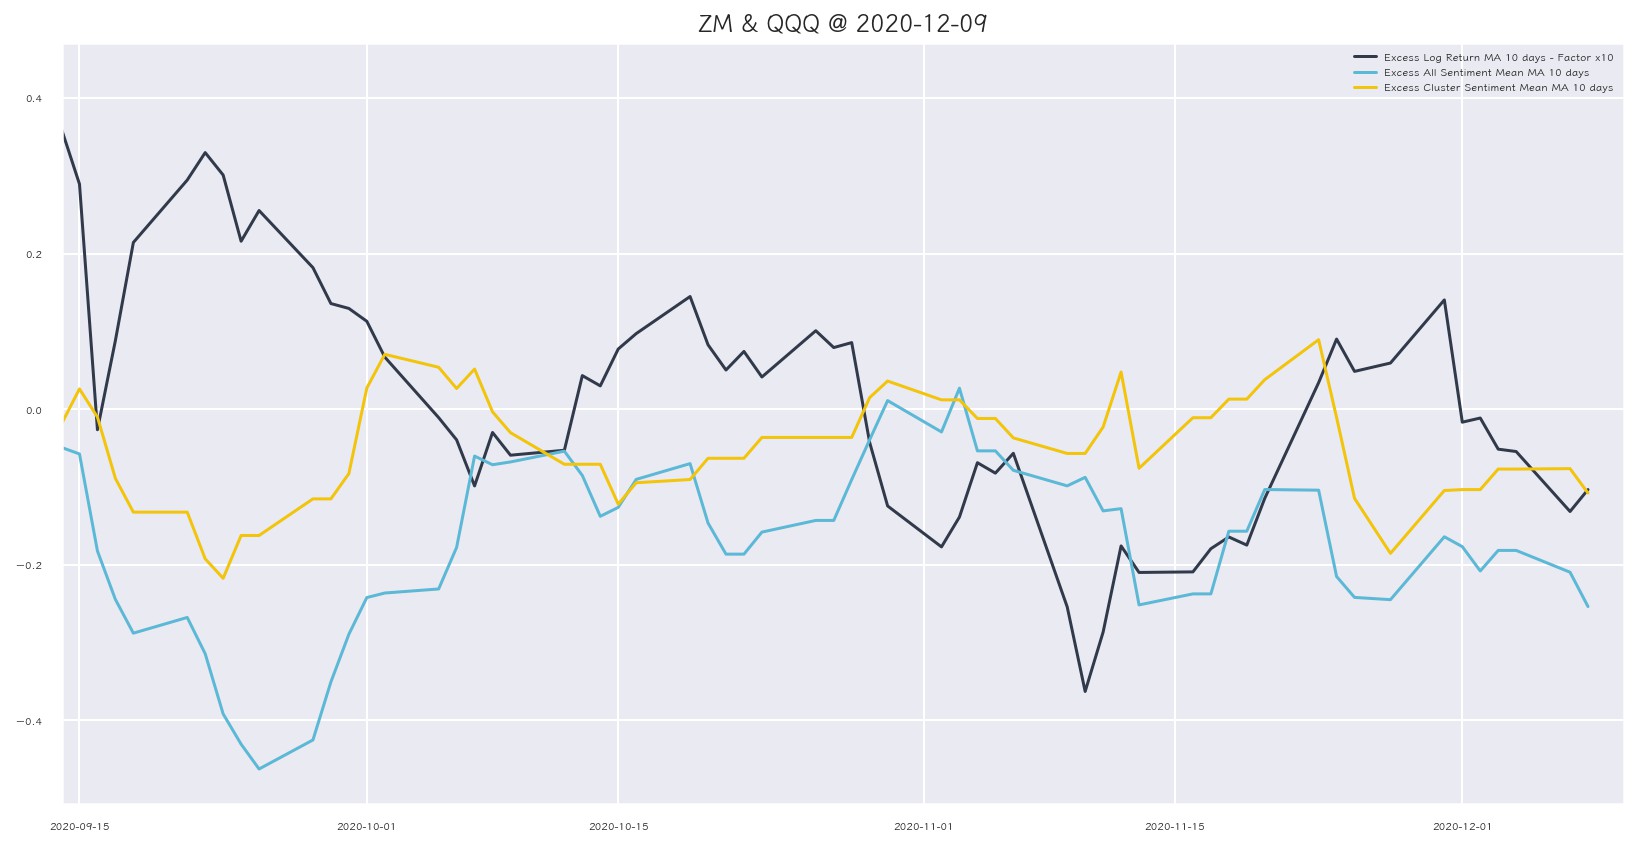 ZM & QQQ @ 2020-12-09
Excess Log Return MA 10 days - Factor x10
Excess All Sentiment Mean MA 10 days
Excess Cluster Sentiment Mean MA 10 days
0.4
0.2
0.0
−0.2
−0.4
2020-09-15 2020-10-01 2020-10-15 2020-11-01 2020-11-15 2020-12-01